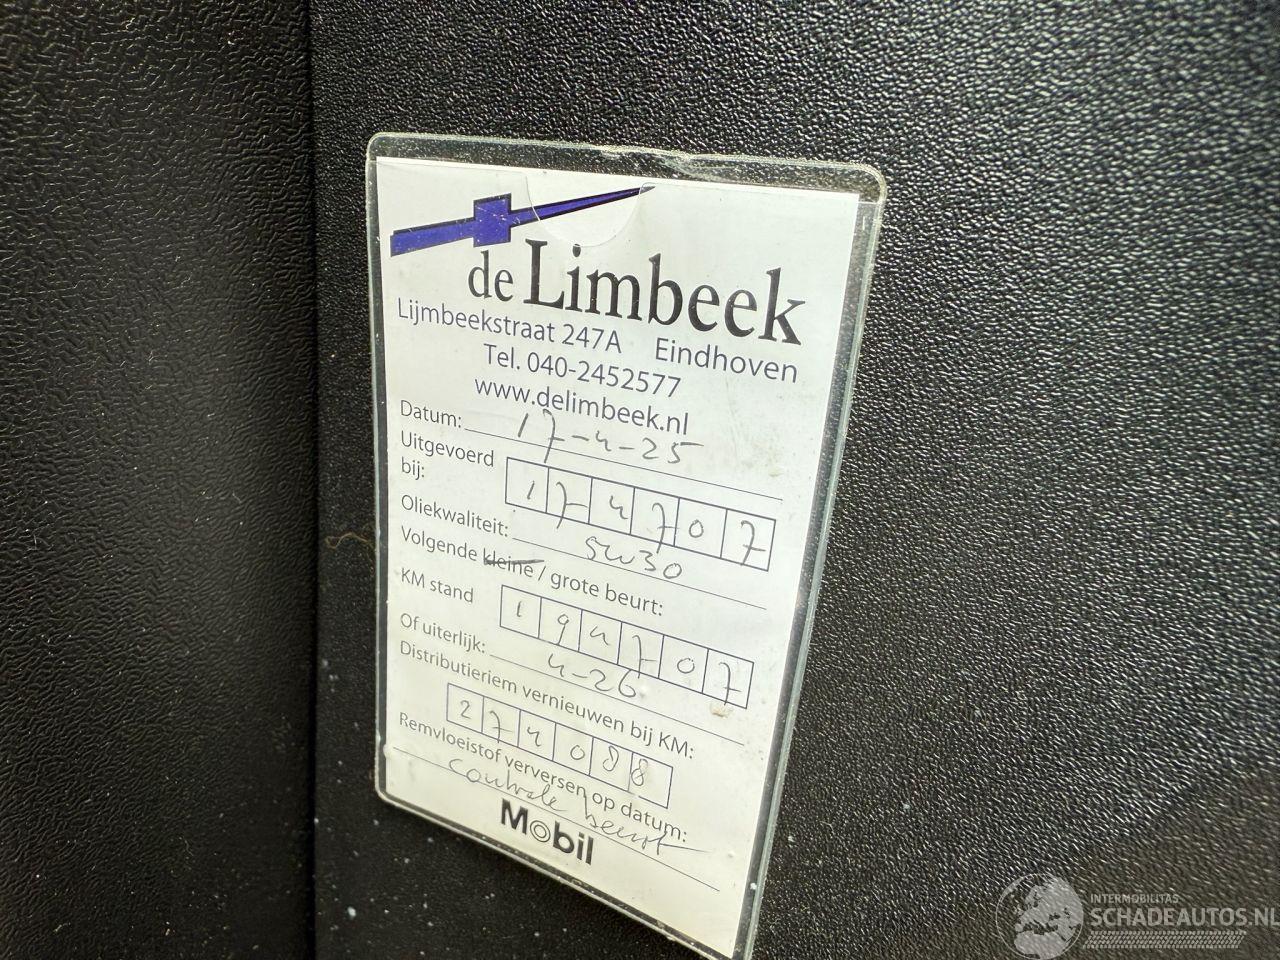 de Limbeek
Lijmbeekstraat 247A Eindhoven
Tel. 040-2452577
www.delimbeek.nl
Datum: 17-4-25
Uitgevoerd bij: 174707
Oliekwaliteit: 5W30
Volgende kleine / grote beurt:
KM stand 194707
Of uiterlijk: 4-26
Distributieriem vernieuwen bij KM:
274088
Remvloeistof verversen op datum:
controle beurt
Mobil
INTERMOBILITAS
SCHADEAUTOS.NL